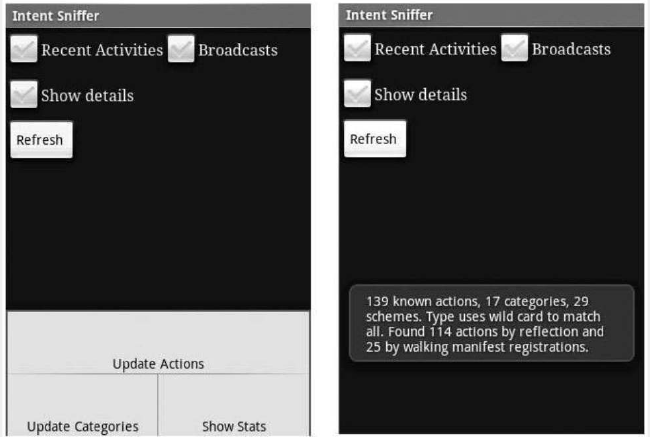 Intent Sniffer
Recent Activities Broadcasts
Show details
Refresh
Update Actions
Update Categories Show Stats
Intent Sniffer
Recent Activities Broadcasts
Show details
Refresh
139 known actions, 17 categories, 29
schemes. Type uses wild card to match
all. Found 114 actions by reflection and
25 by walking manifest registrations.